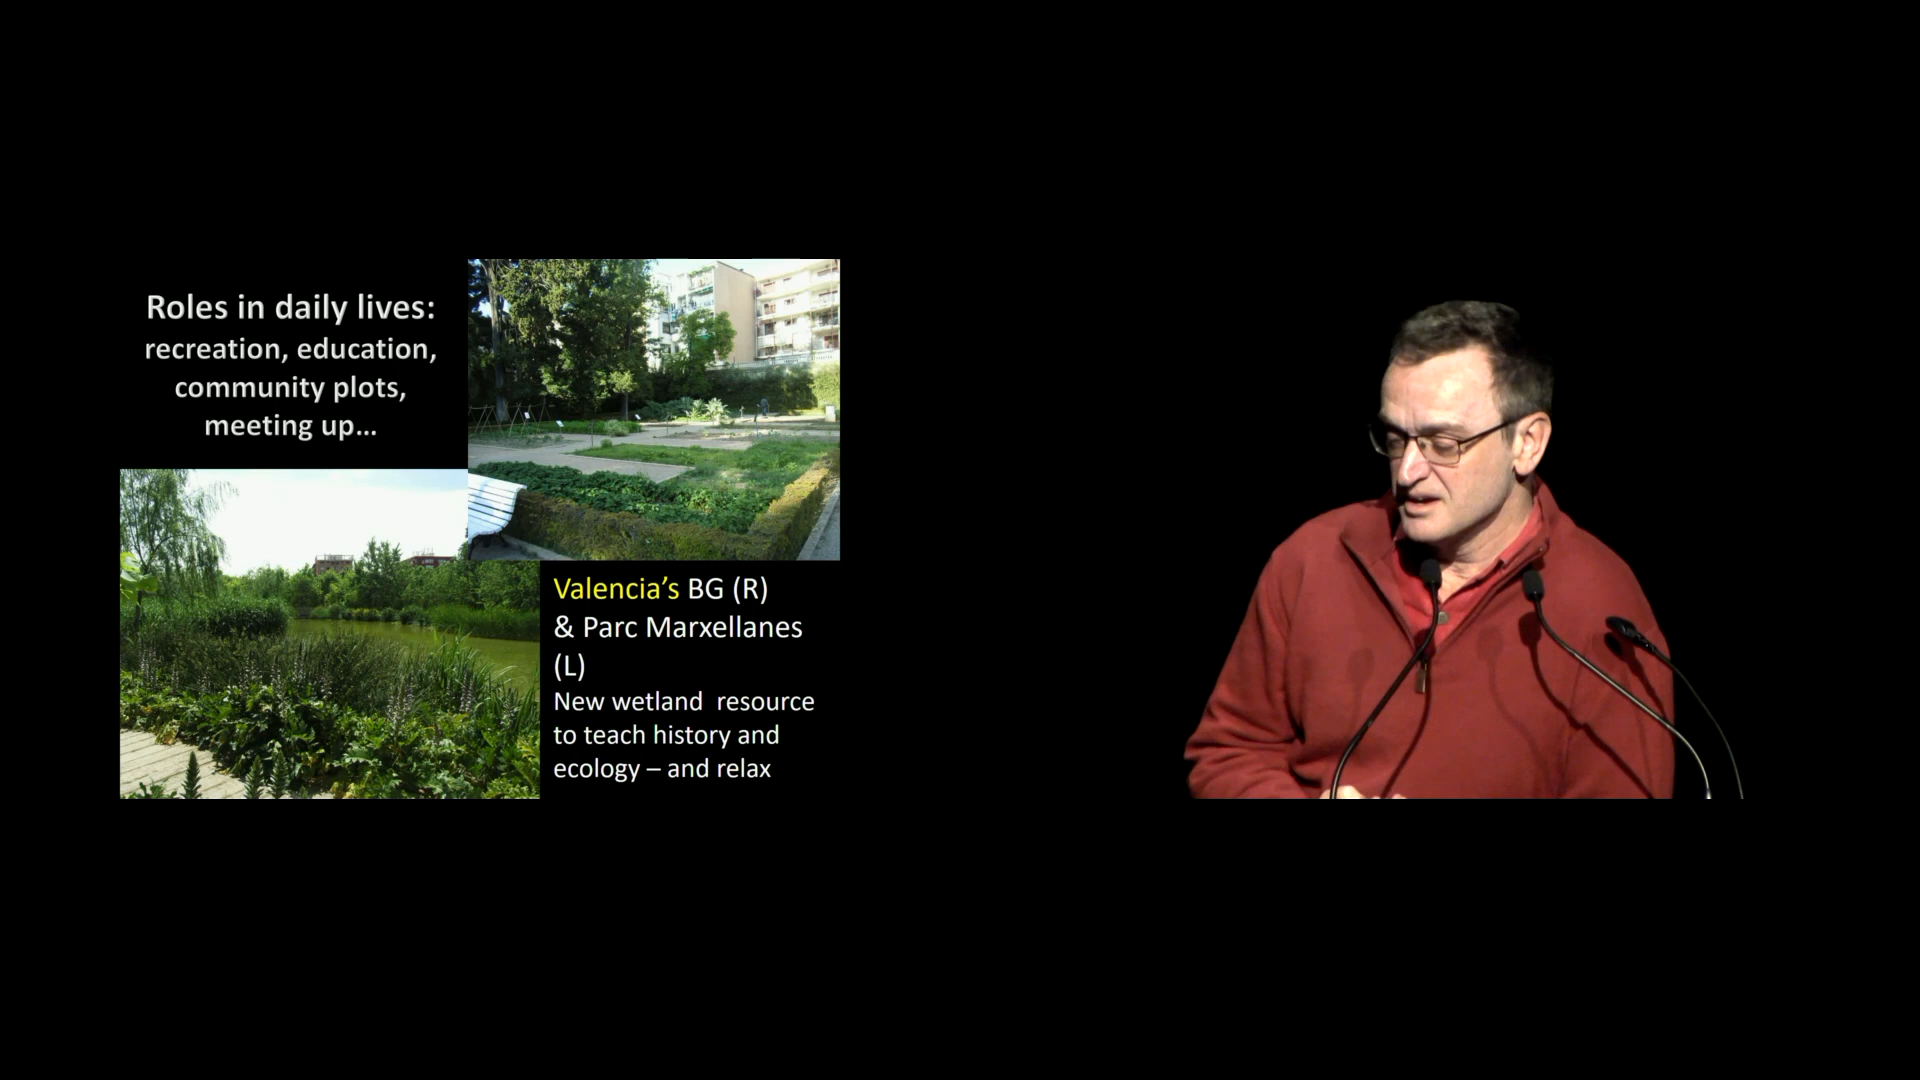 Roles in daily lives:
recreation, education,
community plots,
meeting up...
Valencia's BG (R)
& Parc Marxellanes
(L)
New wetland  resource
to teach history and
ecology – and relax